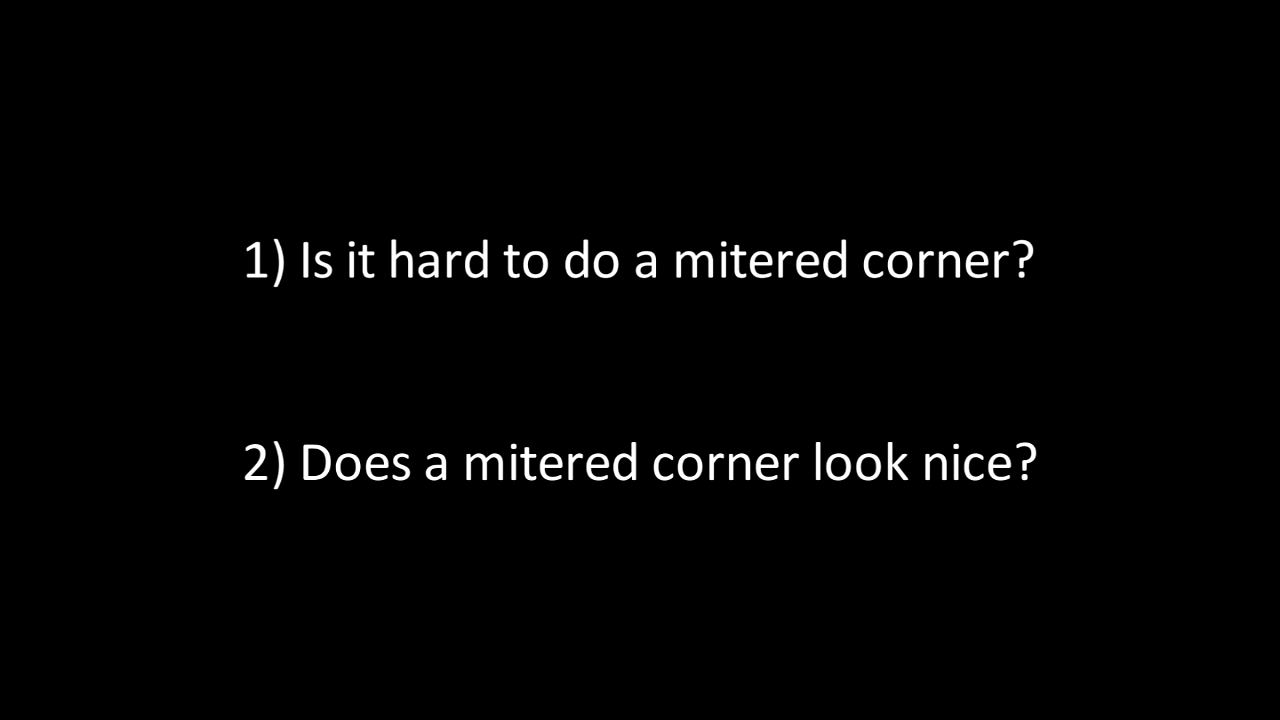 1) Is it hard to do a mitered corner?
2) Does a mitered corner look nice?